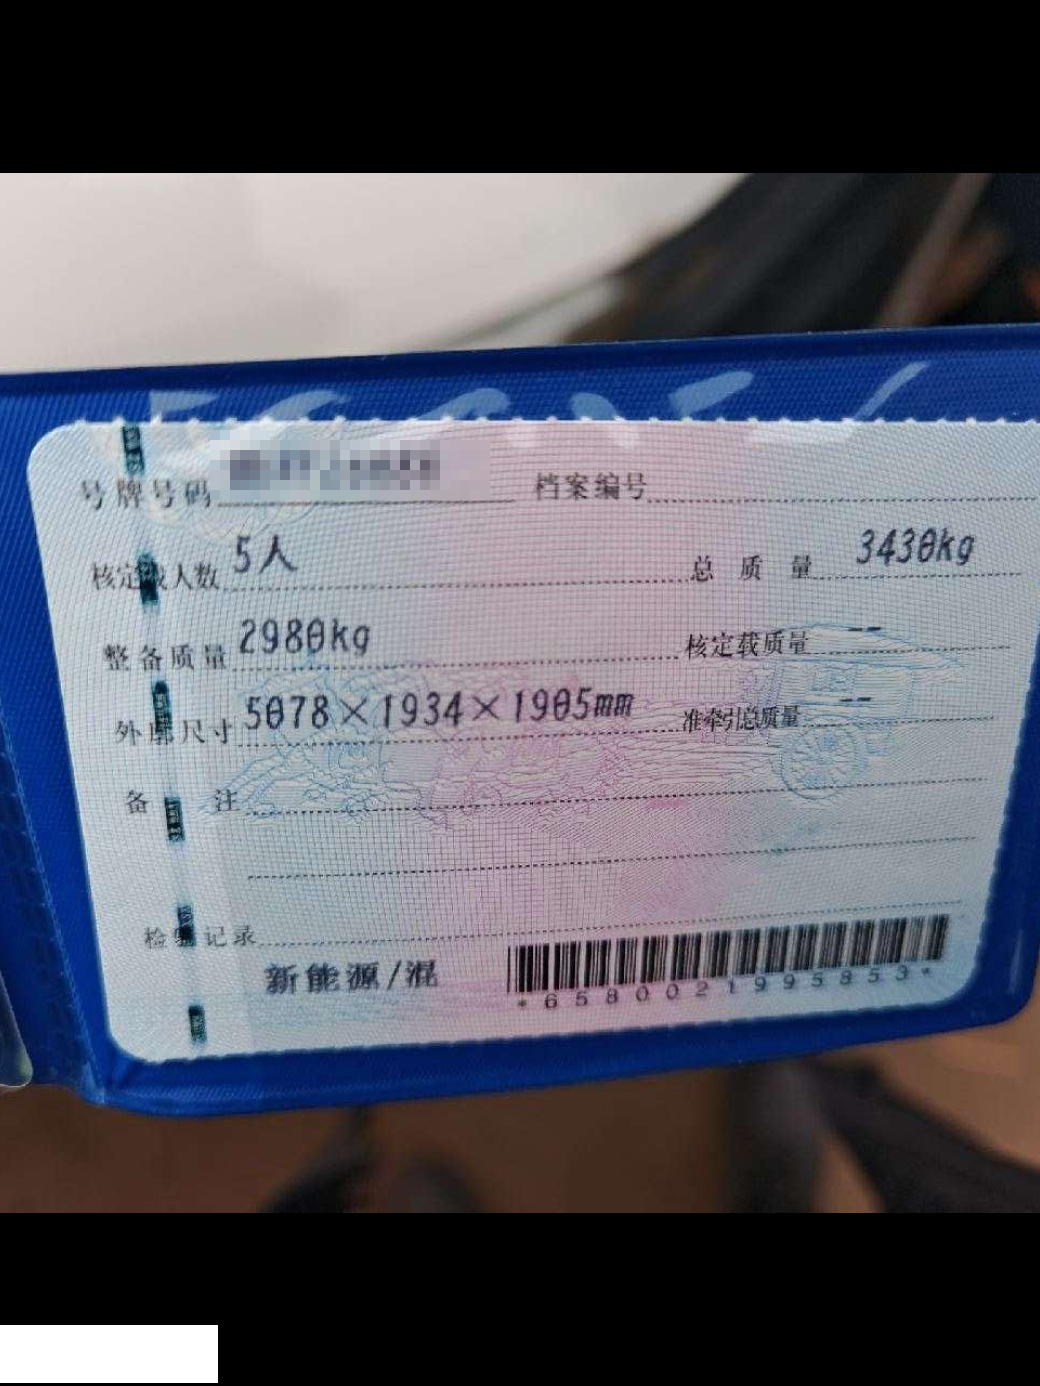 号牌号码 档案编号
核定载人数 5人 总质量 3430kg
整备质量 2980kg 核定载质量 --
外廓尺寸 5078×1934×1905mm 准牵引总质量 --
备注
检验记录
新能源/混
*6580021995853*